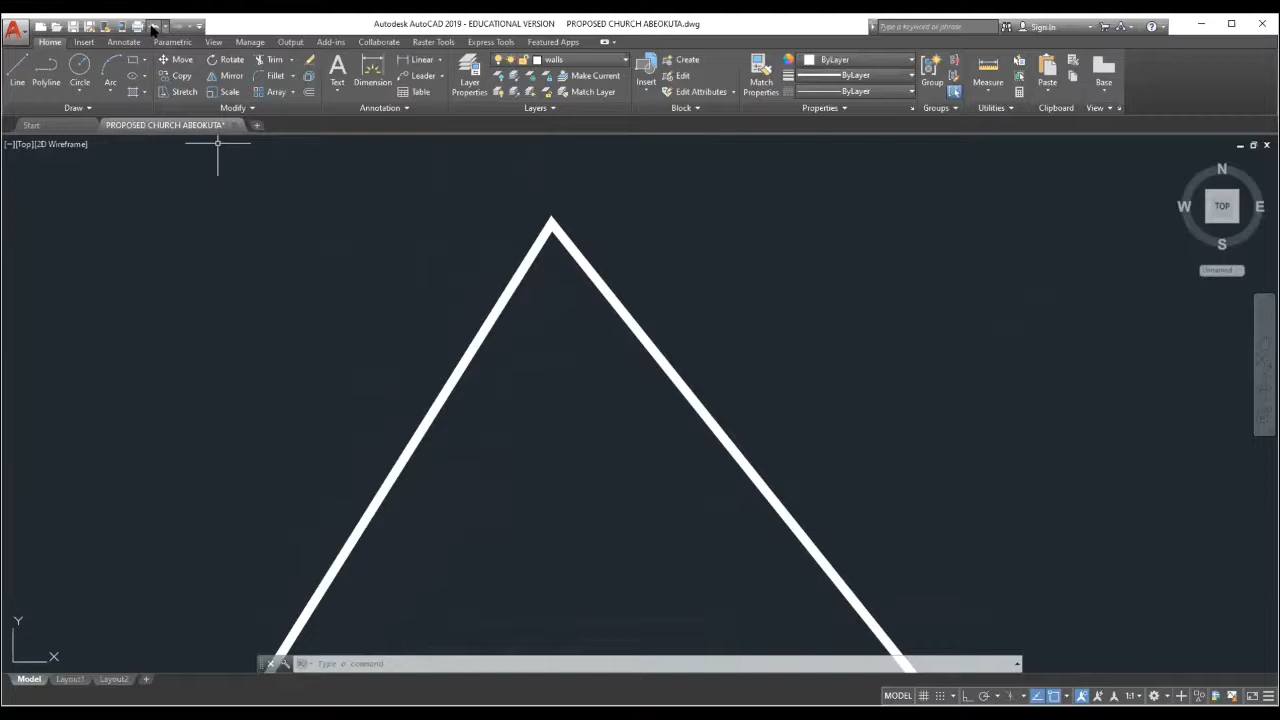 Autodesk AutoCAD 2019 - EDUCATIONAL VERSION PROPOSED CHURCH ABEOKUTA.dwg
Type a keyword or phrase
Sign In
Home Insert Annotate Parametric View Manage Output Add-ins Collaborate Raster Tools Express Tools Featured Apps
Line Polyline Circle Arc
Move Rotate Trim
Copy Mirror Fillet
Stretch Scale Array
Text Dimension
Linear
Leader
Table
Layer Properties
walls
Make Current
Match Layer
Insert
Create
Edit
Edit Attributes
Match Properties
ByLayer
ByLayer
ByLayer
Group
Measure
Paste
Base
Draw Modify Annotation Layers Block Properties Groups Utilities Clipboard View
Start PROPOSED CHURCH ABEOKUTA*
[−][Top][2D Wireframe]
N
W TOP E
S
Unnamed
Y
X
Type a command
Model Layout1 Layout2 +
MODEL 1:1